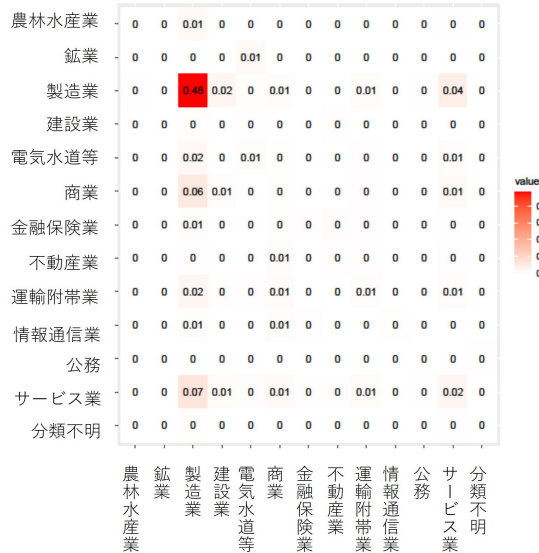 農林水産業 0 0 0.01 0 0 0 0 0 0 0 0 0 0
鉱業 0 0 0 0 0.01 0 0 0 0 0 0 0 0
製造業 0 0 0.48 0.02 0 0.01 0 0 0.01 0 0 0.04 0
建設業 0 0 0 0 0 0 0 0 0 0 0 0 0
電気水道等 0 0 0.02 0 0.01 0 0 0 0 0 0 0.01 0
商業 0 0 0.06 0.01 0 0 0 0 0 0 0 0.01 0
金融保険業 0 0 0.01 0 0 0 0 0 0 0 0 0 0
不動産業 0 0 0 0 0 0.01 0 0 0 0 0 0 0
運輸附帯業 0 0 0.02 0 0 0.01 0 0 0.01 0 0 0.01 0
情報通信業 0 0 0.01 0 0 0.01 0 0 0 0 0 0 0
公務 0 0 0 0 0 0 0 0 0 0 0 0 0
サービス業 0 0 0.07 0.01 0 0.01 0 0 0.01 0 0 0.02 0
分類不明 0 0 0 0 0 0 0 0 0 0 0 0 0
農林水産業
鉱業
製造業
建設業
電気水道等
商業
金融保険業
不動産業
運輸附帯業
情報通信業
公務
サービス業
分類不明
value